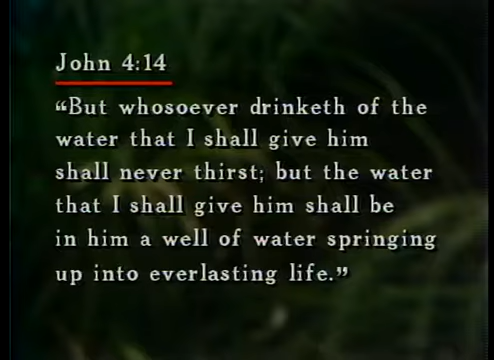 John 4:14
“But whosoever drinketh of the
water that I shall give him
shall never thirst; but the water
that I shall give him shall be
in him a well of water springing
up into everlasting life.”